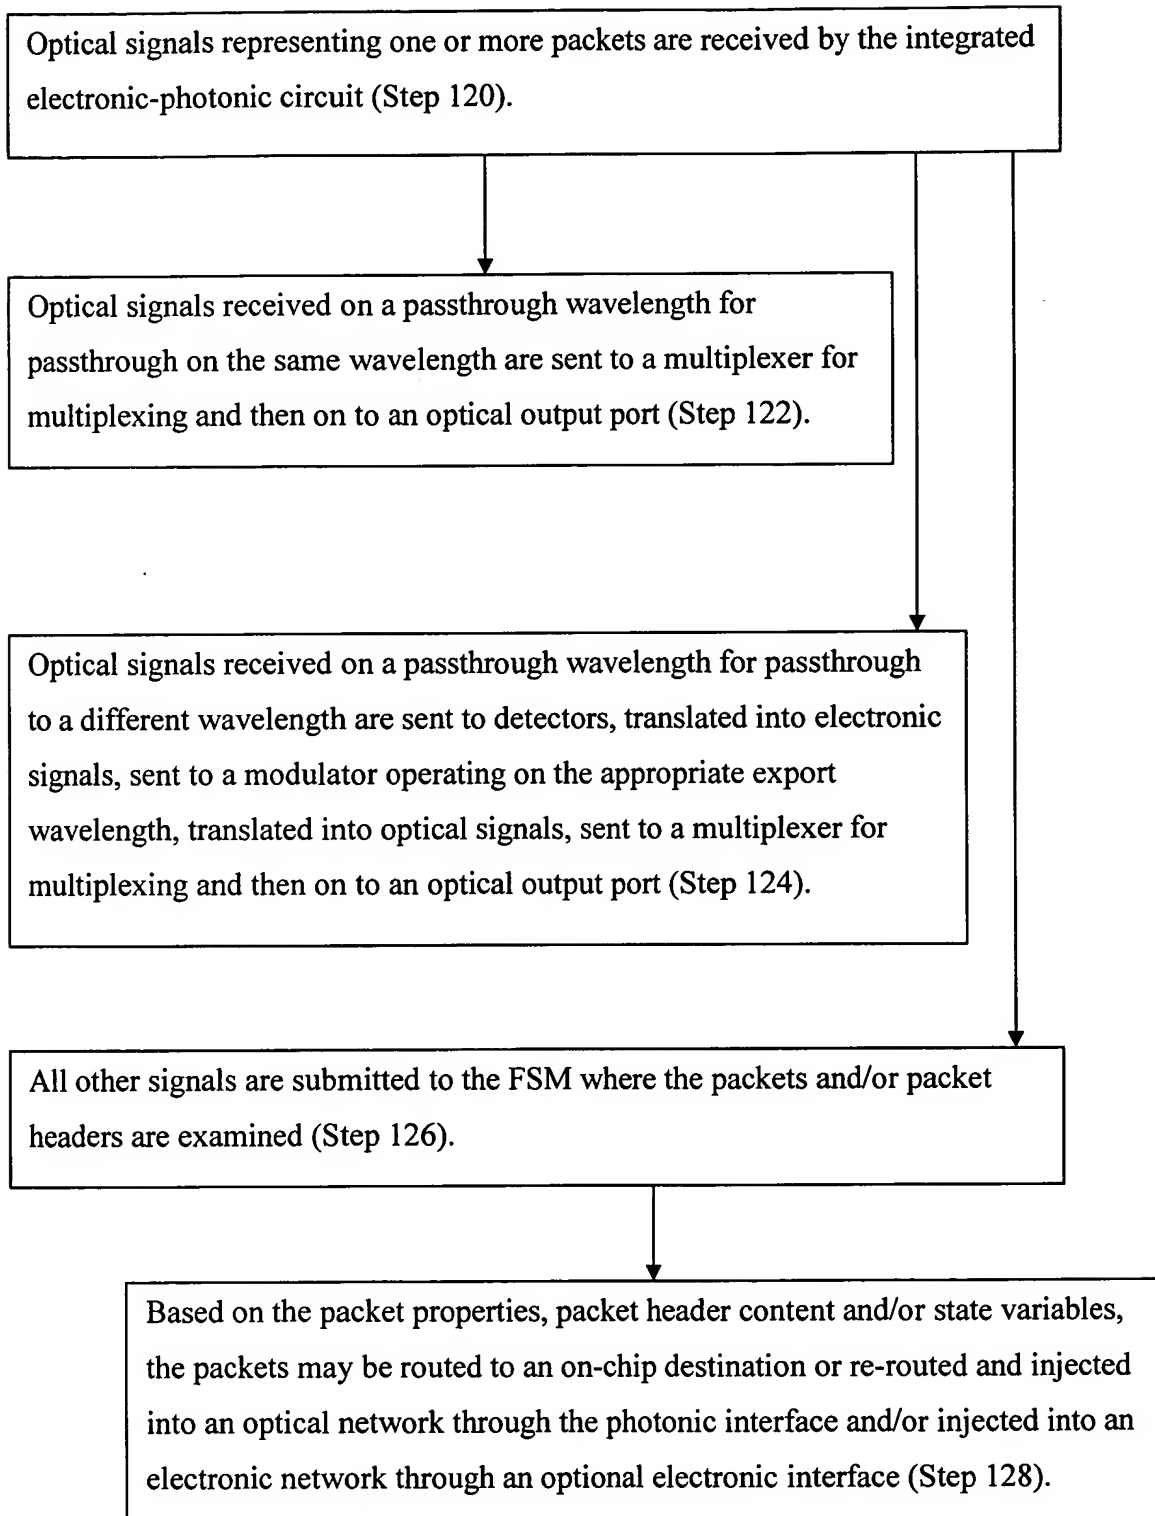 Optical signals representing one or more packets are received by the integrated
electronic-photonic circuit (Step 120).
Optical signals received on a passthrough wavelength for
passthrough on the same wavelength are sent to a multiplexer for
multiplexing and then on to an optical output port (Step 122).
Optical signals received on a passthrough wavelength for passthrough
to a different wavelength are sent to detectors, translated into electronic
signals, sent to a modulator operating on the appropriate export
wavelength, translated into optical signals, sent to a multiplexer for
multiplexing and then on to an optical output port (Step 124).
All other signals are submitted to the FSM where the packets and/or packet
headers are examined (Step 126).
Based on the packet properties, packet header content and/or state variables,
the packets may be routed to an on-chip destination or re-routed and injected
into an optical network through the photonic interface and/or injected into an
electronic network through an optional electronic interface (Step 128).